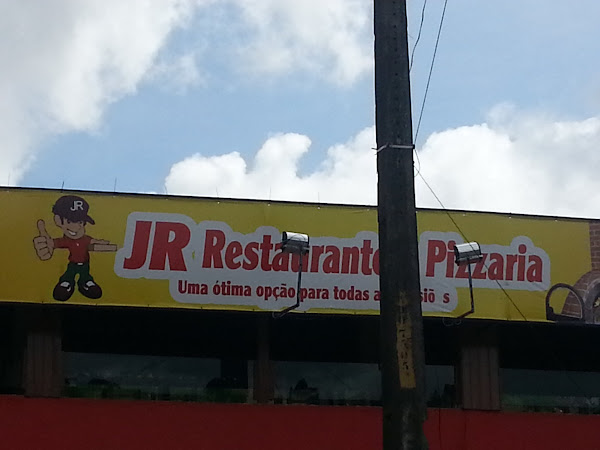 JR
JR Restaurante Pizzaria
Uma ótima opção para todas